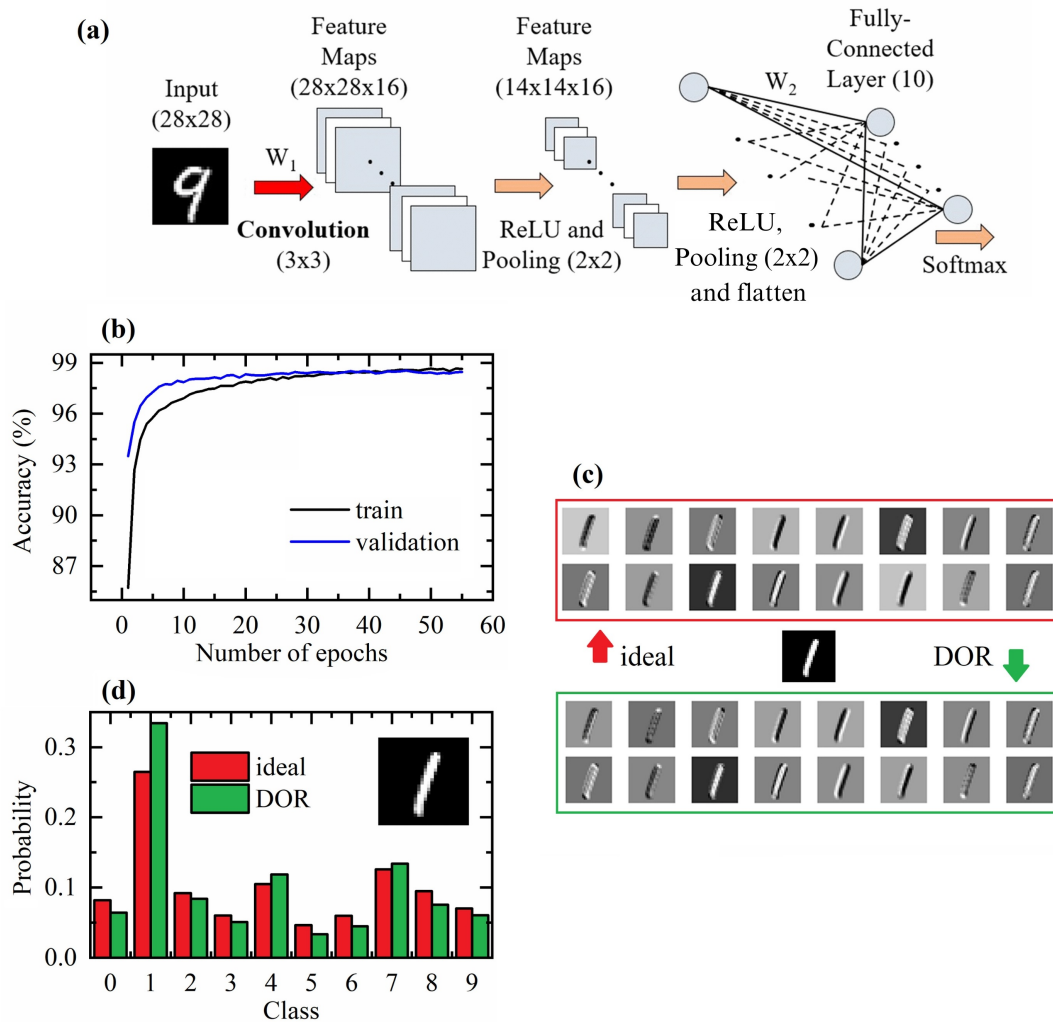 (a)
Input
(28x28)
W1
Convolution
(3x3)
Feature
Maps
(28x28x16)
ReLU and
Pooling (2x2)
Feature
Maps
(14x14x16)
ReLU,
Pooling (2x2)
and flatten
W2
Fully-
Connected
Layer (10)
Softmax
(b)
99
96
93
90
87
Accuracy (%)
train
validation
0 10 20 30 40 50 60
Number of epochs
(c)
ideal
DOR
(d)
0.3
0.2
0.1
0.0
Probability
ideal
DOR
0 1 2 3 4 5 6 7 8 9
Class